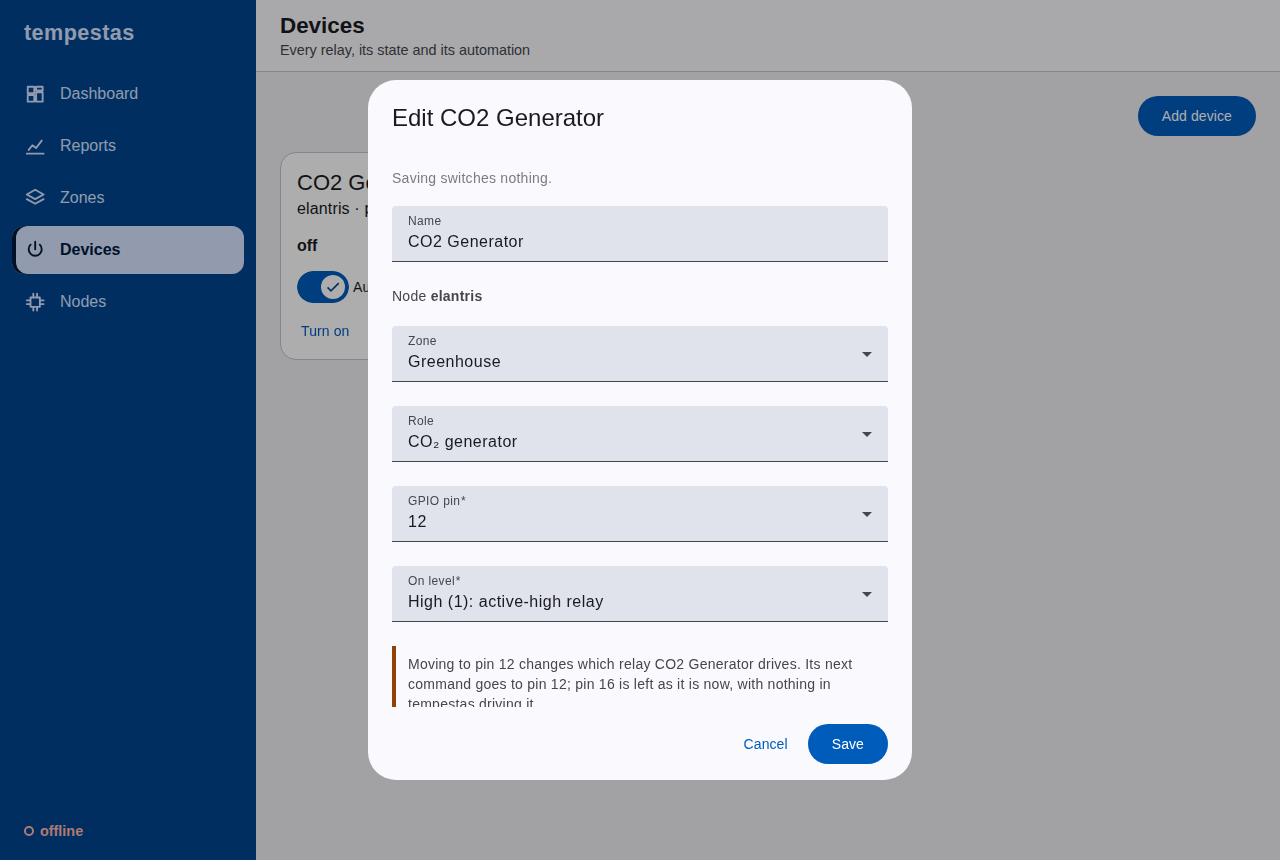 tempestas
Dashboard
Reports
Zones
Devices
Nodes
offline
Devices
Every relay, its state and its automation
Add device
CO2 Ge
elantris ·
off
Au
Turn on
Edit CO2 Generator
Saving switches nothing.
Name
CO2 Generator
Node elantris
Zone
Greenhouse
Role
CO₂ generator
GPIO pin*
12
On level*
High (1): active-high relay
Moving to pin 12 changes which relay CO2 Generator drives. Its next
command goes to pin 12; pin 16 is left as it is now, with nothing in
tempestas driving it.
Cancel
Save